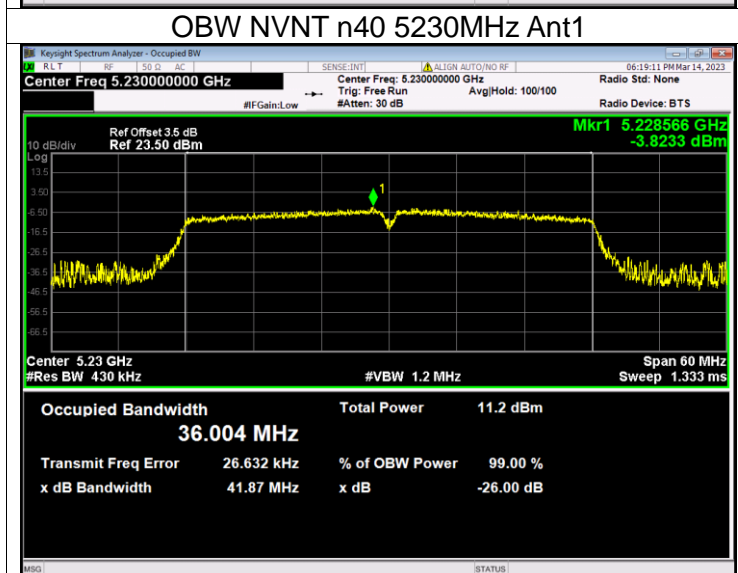 OBW NVNT n40 5230MHz Ant1
Keysight Spectrum Analyzer - Occupied BW
RLT RF 50 Ω AC SENSE:INT ALIGN AUTO/NO RF 06:19:11 PM Mar 14, 2023
Center Freq 5.230000000 GHz Center Freq: 5.230000000 GHz Radio Std: None
Trig: Free Run Avg|Hold: 100/100
#IFGain:Low #Atten: 30 dB Radio Device: BTS
Mkr1 5.228566 GHz
Ref Offset 3.5 dB
10 dB/div Ref 23.50 dBm -3.8233 dBm
Log
13.5
3.50
1
-6.50
-16.5
-26.5
-36.5
-46.5
-56.5
-66.5
Center 5.23 GHz Span 60 MHz
#Res BW 430 kHz #VBW 1.2 MHz Sweep 1.333 ms
Occupied Bandwidth Total Power 11.2 dBm
36.004 MHz
Transmit Freq Error 26.632 kHz % of OBW Power 99.00 %
x dB Bandwidth 41.87 MHz x dB -26.00 dB
MSG STATUS